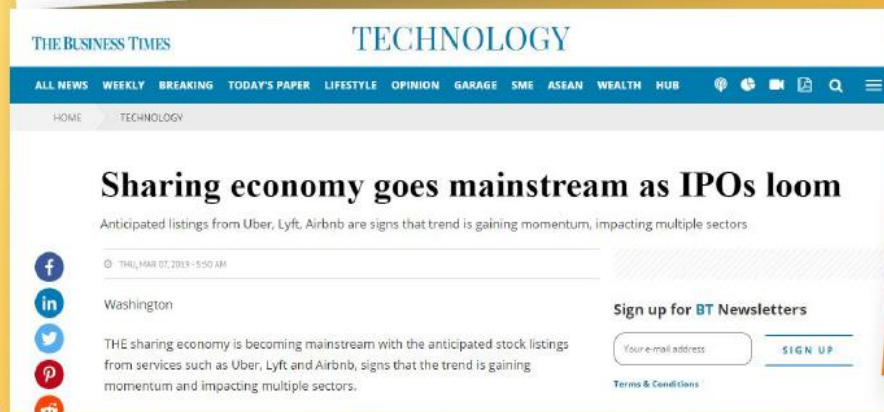 THE BUSINESS TIMES
TECHNOLOGY
ALL NEWS WEEKLY BREAKING TODAY'S PAPER LIFESTYLE OPINION GARAGE SME ASEAN WEALTH HUB
HOME TECHNOLOGY
Sharing economy goes mainstream as IPOs loom
Anticipated listings from Uber, Lyft, Airbnb are signs that trend is gaining momentum, impacting multiple sectors
THU, MAR 07, 2019 - 5:50 AM
Washington
THE sharing economy is becoming mainstream with the anticipated stock listings
from services such as Uber, Lyft and Airbnb, signs that the trend is gaining
momentum and impacting multiple sectors.
Sign up for BT Newsletters
Your e-mail address
SIGN UP
Terms & Conditions